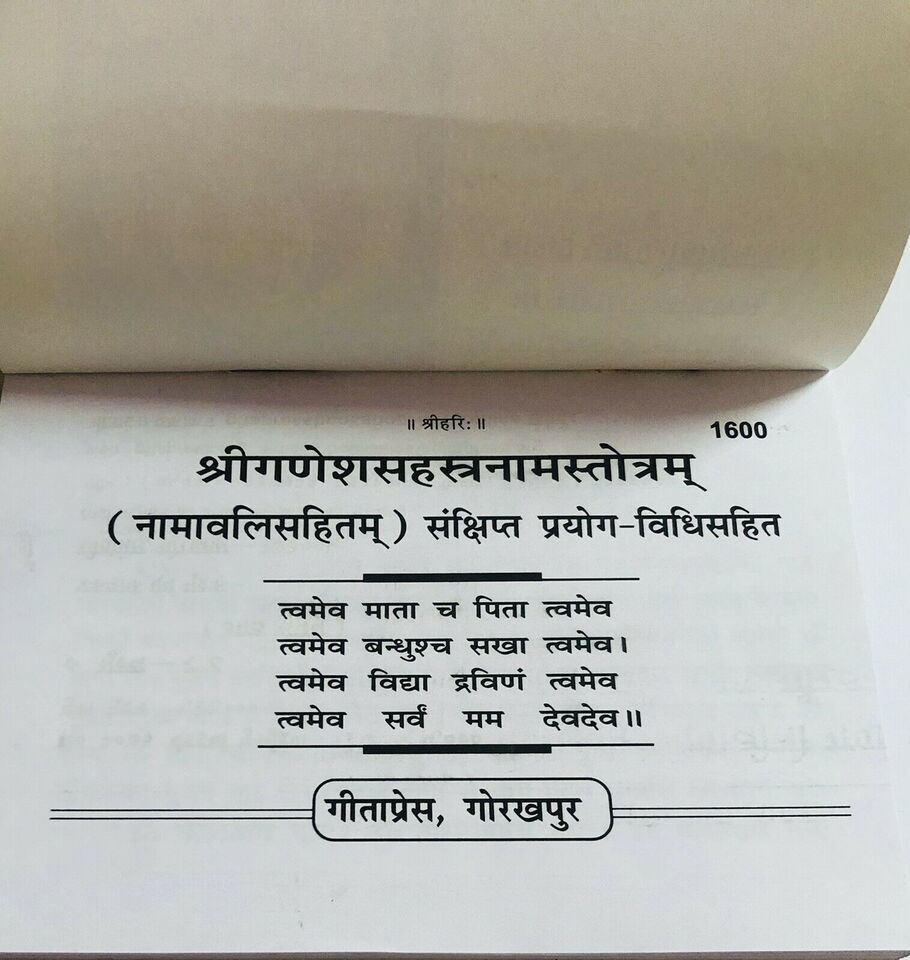 ॥ श्रीहरिः॥
1600
श्रीगणेशसहस्त्रनामस्तोत्रम्
( नामावलिसहितम् ) संक्षिप्त प्रयोग-विधिसहित
त्वमेव माता च पिता त्वमेव
त्वमेव बन्धुश्च सखा त्वमेव।
त्वमेव विद्या द्रविणं त्वमेव
त्वमेव सर्वं मम देवदेव॥
गीताप्रेस, गोरखपुर